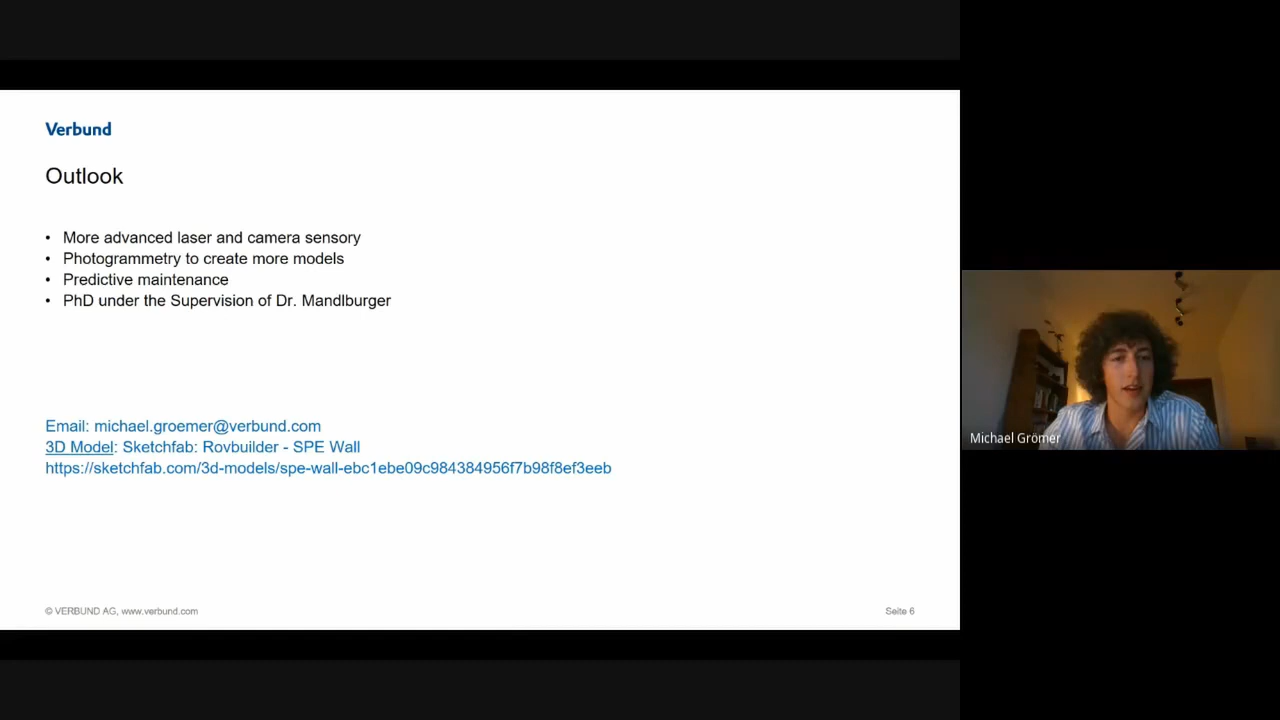 Verbund
Outlook
• More advanced laser and camera sensory
• Photogrammetry to create more models
• Predictive maintenance
• PhD under the Supervision of Dr. Mandlburger
Email: michael.groemer@verbund.com
3D Model: Sketchfab: Rovbuilder - SPE Wall
https://sketchfab.com/3d-models/spe-wall-ebc1ebe09c984384956f7b98f8ef3eeb
Michael Grömer
© VERBUND AG, www.verbund.com
Seite 6